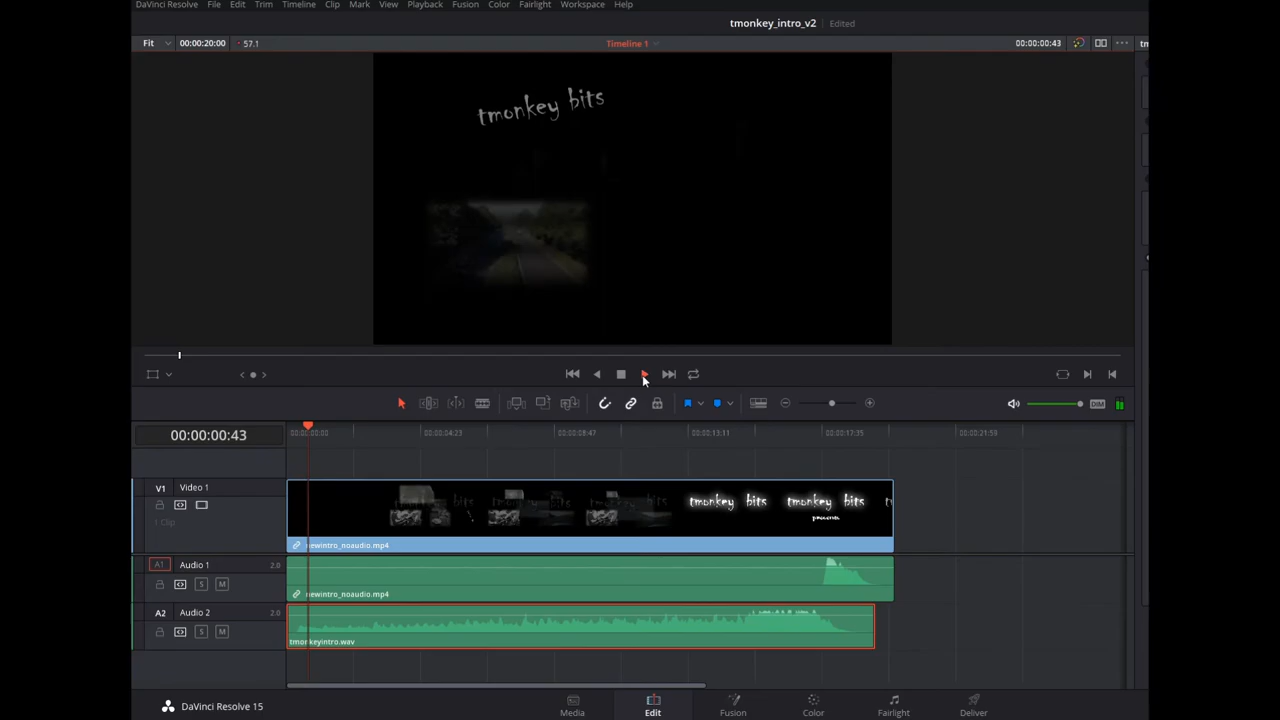 DaVinci Resolve File Edit Trim Timeline Clip Mark View Playback Fusion Color Fairlight Workspace Help
tmonkey_intro_v2 Edited
Fit 00:00:20:00 57.1 Timeline 1 00:00:00:43
tmonkey bits
DIM
00:00:00:43 00:00:00:00 00:00:04:23 00:00:08:47 00:00:13:11 00:00:17:35 00:00:21:59
V1 Video 1
1 Clip
tmonkey bits tmonkey bits
presents
newintro_noaudio.mp4
A1 Audio 1 2.0
S M
newintro_noaudio.mp4
A2 Audio 2 2.0
S M
tmonkeyintro.wav
DaVinci Resolve 15 Media Edit Fusion Color Fairlight Deliver